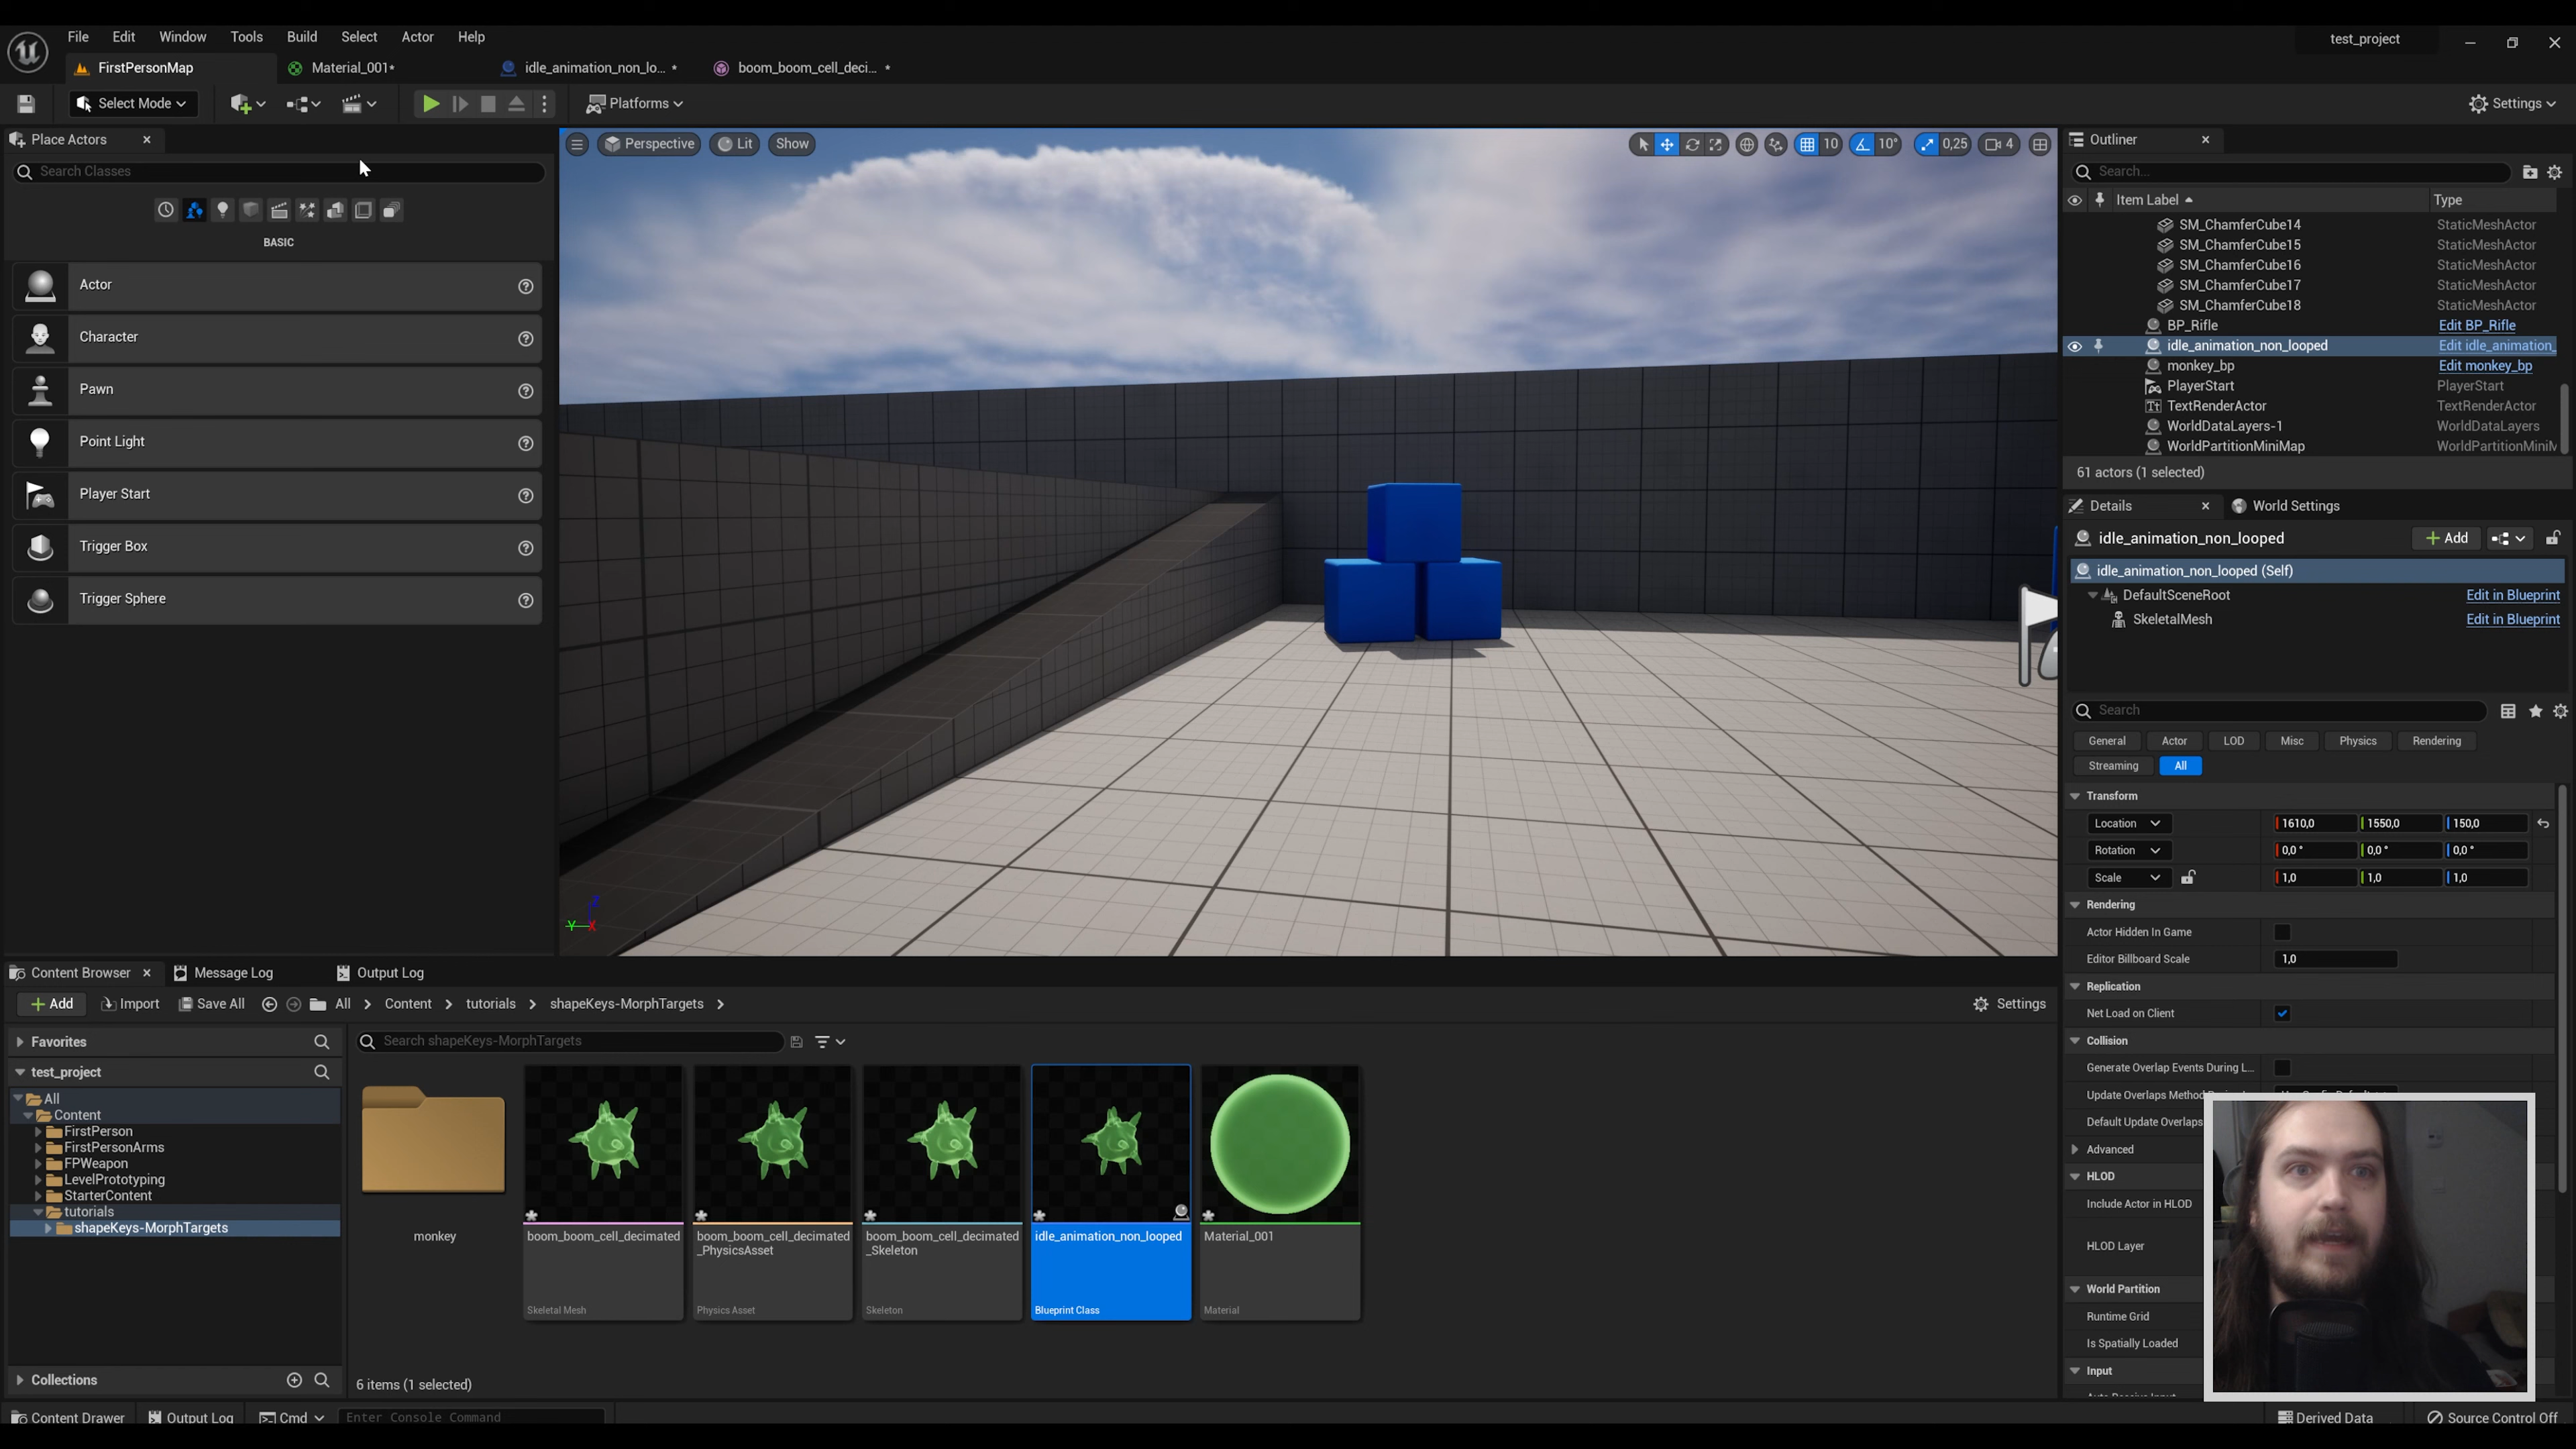 File Edit Window Tools Build Select Actor Help
test_project
FirstPersonMap Material_001* idle_animation_non_lo... * boom_boom_cell_deci... *
Select Mode Platforms Settings
Place Actors
Search Classes
BASIC
Actor
Character
Pawn
Point Light
Player Start
Trigger Box
Trigger Sphere
Perspective Lit Show 10 10° 0,25 4
Z
Y X
Outliner
Search...
Item Label Type
SM_ChamferCube14 StaticMeshActor
SM_ChamferCube15 StaticMeshActor
SM_ChamferCube16 StaticMeshActor
SM_ChamferCube17 StaticMeshActor
SM_ChamferCube18 StaticMeshActor
BP_Rifle Edit BP_Rifle
idle_animation_non_looped Edit idle_animation_
monkey_bp Edit monkey_bp
PlayerStart PlayerStart
TextRenderActor TextRenderActor
WorldDataLayers-1 WorldDataLayers
WorldPartitionMiniMap WorldPartitionMiniM
61 actors (1 selected)
Details World Settings
idle_animation_non_looped Add
idle_animation_non_looped (Self)
DefaultSceneRoot Edit in Blueprint
SkeletalMesh Edit in Blueprint
Search
General Actor LOD Misc Physics Rendering
Streaming All
Transform
Location 1610,0 1550,0 150,0
Rotation 0,0 ° 0,0 ° 0,0 °
Scale 1,0 1,0 1,0
Rendering
Actor Hidden In Game
Editor Billboard Scale 1,0
Replication
Net Load on Client
Collision
Generate Overlap Events During L...
Update Overlaps Method
Default Update Overlaps
Advanced
HLOD
Include Actor in HLOD
HLOD Layer
World Partition
Runtime Grid
Is Spatially Loaded
Input
Content Browser Message Log Output Log
Add Import Save All All Content tutorials shapeKeys-MorphTargets Settings
Favorites
test_project
All
Content
FirstPerson
FirstPersonArms
FPWeapon
LevelPrototyping
StarterContent
tutorials
shapeKeys-MorphTargets
Collections
Search shapeKeys-MorphTargets
monkey
boom_boom_cell_decimated
Skeletal Mesh
boom_boom_cell_decimated
_PhysicsAsset
Physics Asset
boom_boom_cell_decimated
_Skeleton
Skeleton
idle_animation_non_looped
Blueprint Class
Material_001
Material
6 items (1 selected)
Content Drawer Output Log Cmd Enter Console Command Derived Data Source Control Off